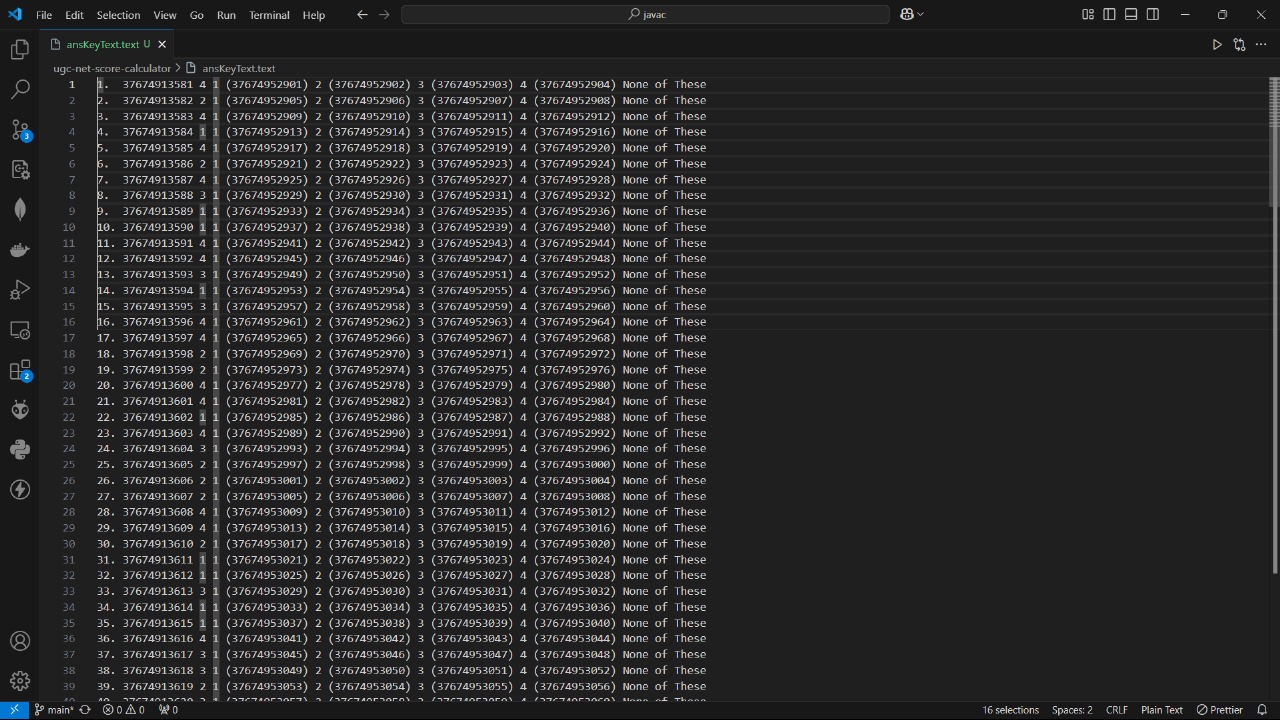 File Edit Selection View Go Run Terminal Help
javac
ansKeyText.text U
ugc-net-score-calculator > ansKeyText.text
1 1. 37674913581 4 1 (37674952901) 2 (37674952902) 3 (37674952903) 4 (37674952904) None of These
2 2. 37674913582 2 1 (37674952905) 2 (37674952906) 3 (37674952907) 4 (37674952908) None of These
3 3. 37674913583 4 1 (37674952909) 2 (37674952910) 3 (37674952911) 4 (37674952912) None of These
4 4. 37674913584 1 1 (37674952913) 2 (37674952914) 3 (37674952915) 4 (37674952916) None of These
5 5. 37674913585 4 1 (37674952917) 2 (37674952918) 3 (37674952919) 4 (37674952920) None of These
6 6. 37674913586 2 1 (37674952921) 2 (37674952922) 3 (37674952923) 4 (37674952924) None of These
7 7. 37674913587 4 1 (37674952925) 2 (37674952926) 3 (37674952927) 4 (37674952928) None of These
8 8. 37674913588 3 1 (37674952929) 2 (37674952930) 3 (37674952931) 4 (37674952932) None of These
9 9. 37674913589 1 1 (37674952933) 2 (37674952934) 3 (37674952935) 4 (37674952936) None of These
10 10. 37674913590 1 1 (37674952937) 2 (37674952938) 3 (37674952939) 4 (37674952940) None of These
11 11. 37674913591 4 1 (37674952941) 2 (37674952942) 3 (37674952943) 4 (37674952944) None of These
12 12. 37674913592 4 1 (37674952945) 2 (37674952946) 3 (37674952947) 4 (37674952948) None of These
13 13. 37674913593 3 1 (37674952949) 2 (37674952950) 3 (37674952951) 4 (37674952952) None of These
14 14. 37674913594 1 1 (37674952953) 2 (37674952954) 3 (37674952955) 4 (37674952956) None of These
15 15. 37674913595 3 1 (37674952957) 2 (37674952958) 3 (37674952959) 4 (37674952960) None of These
16 16. 37674913596 4 1 (37674952961) 2 (37674952962) 3 (37674952963) 4 (37674952964) None of These
17 17. 37674913597 4 1 (37674952965) 2 (37674952966) 3 (37674952967) 4 (37674952968) None of These
18 18. 37674913598 2 1 (37674952969) 2 (37674952970) 3 (37674952971) 4 (37674952972) None of These
19 19. 37674913599 2 1 (37674952973) 2 (37674952974) 3 (37674952975) 4 (37674952976) None of These
20 20. 37674913600 4 1 (37674952977) 2 (37674952978) 3 (37674952979) 4 (37674952980) None of These
21 21. 37674913601 4 1 (37674952981) 2 (37674952982) 3 (37674952983) 4 (37674952984) None of These
22 22. 37674913602 1 1 (37674952985) 2 (37674952986) 3 (37674952987) 4 (37674952988) None of These
23 23. 37674913603 4 1 (37674952989) 2 (37674952990) 3 (37674952991) 4 (37674952992) None of These
24 24. 37674913604 3 1 (37674952993) 2 (37674952994) 3 (37674952995) 4 (37674952996) None of These
25 25. 37674913605 2 1 (37674952997) 2 (37674952998) 3 (37674952999) 4 (37674953000) None of These
26 26. 37674913606 2 1 (37674953001) 2 (37674953002) 3 (37674953003) 4 (37674953004) None of These
27 27. 37674913607 2 1 (37674953005) 2 (37674953006) 3 (37674953007) 4 (37674953008) None of These
28 28. 37674913608 4 1 (37674953009) 2 (37674953010) 3 (37674953011) 4 (37674953012) None of These
29 29. 37674913609 4 1 (37674953013) 2 (37674953014) 3 (37674953015) 4 (37674953016) None of These
30 30. 37674913610 2 1 (37674953017) 2 (37674953018) 3 (37674953019) 4 (37674953020) None of These
31 31. 37674913611 1 1 (37674953021) 2 (37674953022) 3 (37674953023) 4 (37674953024) None of These
32 32. 37674913612 1 1 (37674953025) 2 (37674953026) 3 (37674953027) 4 (37674953028) None of These
33 33. 37674913613 3 1 (37674953029) 2 (37674953030) 3 (37674953031) 4 (37674953032) None of These
34 34. 37674913614 1 1 (37674953033) 2 (37674953034) 3 (37674953035) 4 (37674953036) None of These
35 35. 37674913615 1 1 (37674953037) 2 (37674953038) 3 (37674953039) 4 (37674953040) None of These
36 36. 37674913616 4 1 (37674953041) 2 (37674953042) 3 (37674953043) 4 (37674953044) None of These
37 37. 37674913617 3 1 (37674953045) 2 (37674953046) 3 (37674953047) 4 (37674953048) None of These
38 38. 37674913618 3 1 (37674953049) 2 (37674953050) 3 (37674953051) 4 (37674953052) None of These
39 39. 37674913619 2 1 (37674953053) 2 (37674953054) 3 (37674953055) 4 (37674953056) None of These
3
2
main* 0 0 0 16 selections Spaces: 2 CRLF Plain Text Prettier